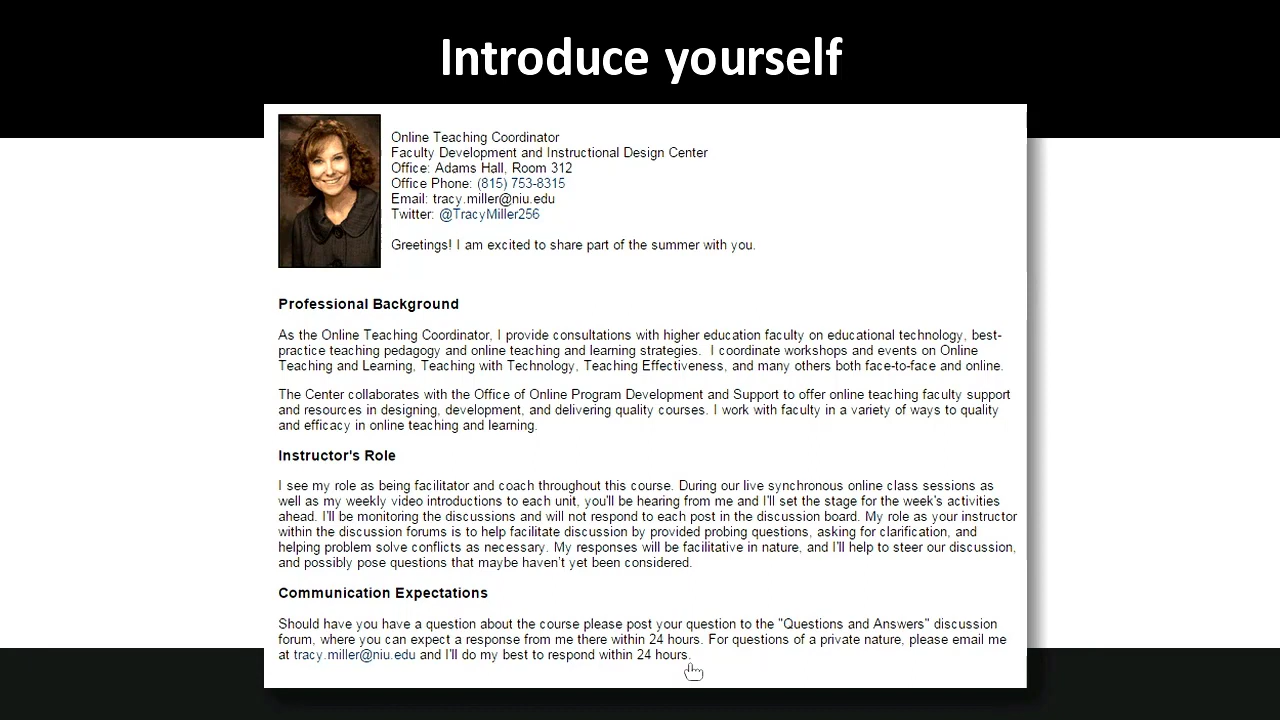 Introduce yourself
Online Teaching Coordinator
Faculty Development and Instructional Design Center
Office: Adams Hall, Room 312
Office Phone: (815) 753-8315
Email: tracy.miller@niu.edu
Twitter: @TracyMiller256
Greetings! I am excited to share part of the summer with you.
Professional Background
As the Online Teaching Coordinator, I provide consultations with higher education faculty on educational technology, best-
practice teaching pedagogy and online teaching and learning strategies. I coordinate workshops and events on Online
Teaching and Learning, Teaching with Technology, Teaching Effectiveness, and many others both face-to-face and online.
The Center collaborates with the Office of Online Program Development and Support to offer online teaching faculty support
and resources in designing, development, and delivering quality courses. I work with faculty in a variety of ways to quality
and efficacy in online teaching and learning.
Instructor's Role
I see my role as being facilitator and coach throughout this course. During our live synchronous online class sessions as
well as my weekly video introductions to each unit, you'll be hearing from me and I'll set the stage for the week's activities
ahead. I'll be monitoring the discussions and will not respond to each post in the discussion board. My role as your instructor
within the discussion forums is to help facilitate discussion by provided probing questions, asking for clarification, and
helping problem solve conflicts as necessary. My responses will be facilitative in nature, and I'll help to steer our discussion,
and possibly pose questions that maybe haven't yet been considered.
Communication Expectations
Should have you have a question about the course please post your question to the "Questions and Answers" discussion
forum, where you can expect a response from me there within 24 hours. For questions of a private nature, please email me
at tracy.miller@niu.edu and I'll do my best to respond within 24 hours.